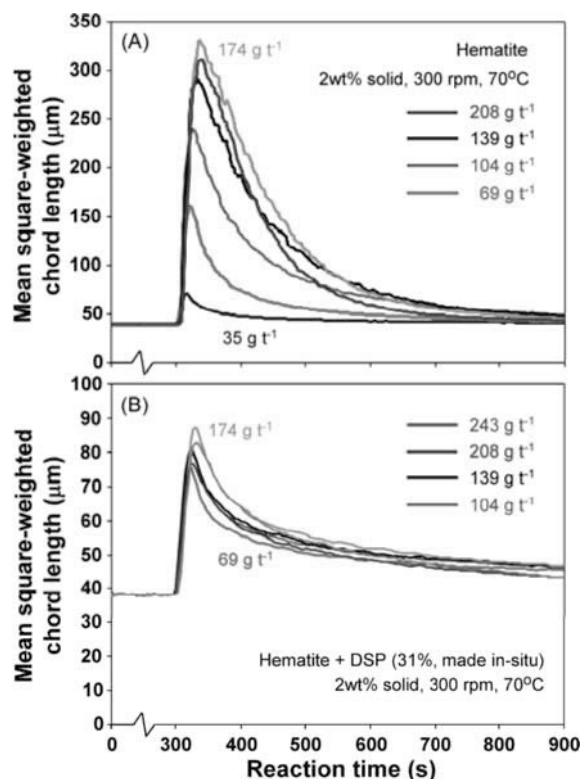 (A)
Mean square-weighted
chord length (μm)
350
300
250
200
150
100
50
0
174 g t⁻¹
Hematite
2wt% solid, 300 rpm, 70°C
208 g t⁻¹
139 g t⁻¹
104 g t⁻¹
69 g t⁻¹
35 g t⁻¹
(B)
Mean square-weighted
chord length (μm)
100
90
80
70
60
50
40
30
20
10
0
174 g t⁻¹
243 g t⁻¹
208 g t⁻¹
139 g t⁻¹
104 g t⁻¹
69 g t⁻¹
Hematite + DSP (31%, made in-situ)
2wt% solid, 300 rpm, 70°C
0 300 400 500 600 700 800 900
Reaction time (s)